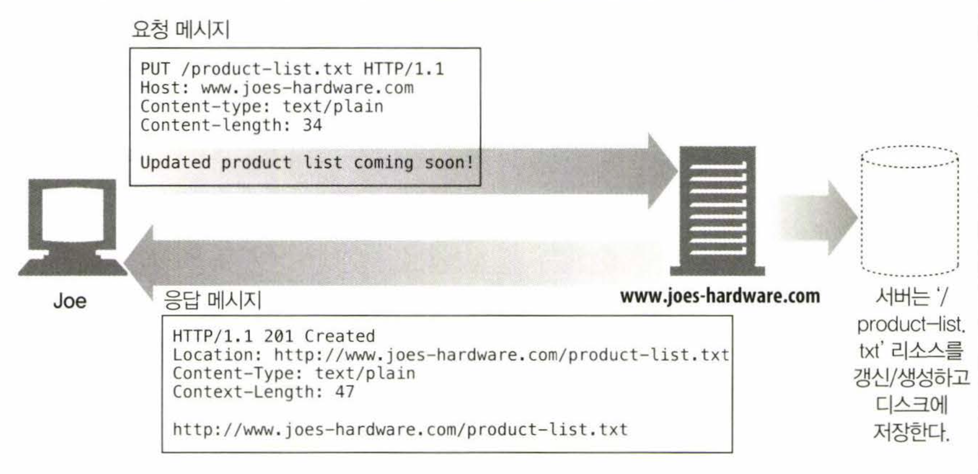 요청 메시지
PUT /product-list.txt HTTP/1.1
Host: www.joes-hardware.com
Content-type: text/plain
Content-length: 34
Updated product list coming soon!
Joe
www.joes-hardware.com
응답 메시지
HTTP/1.1 201 Created
Location: http://www.joes-hardware.com/product-list.txt
Content-Type: text/plain
Context-Length: 47
http://www.joes-hardware.com/product-list.txt
서버는 ‘/
product-list.
txt’ 리소스를
갱신/생성하고
디스크에
저장한다.